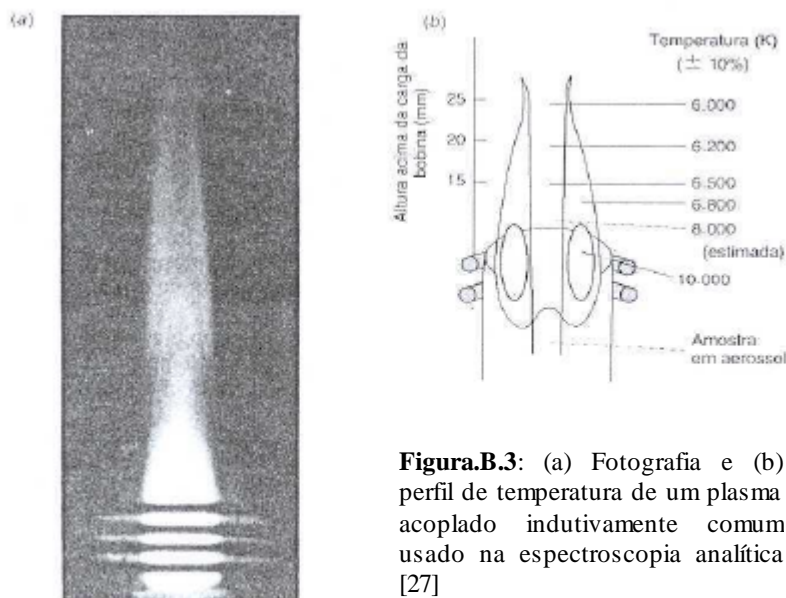 (a)
(b)
Temperatura (K)
(± 10%)
Altura acima da carga da
bobina (mm)
25
20
15
6.000
6.200
6.500
6.800
8.000
(estimada)
10.000
Amostra
em aerossol
Figura.B.3: (a) Fotografia e (b)
perfil de temperatura de um plasma
acoplado indutivamente comum
usado na espectroscopia analítica
[27]